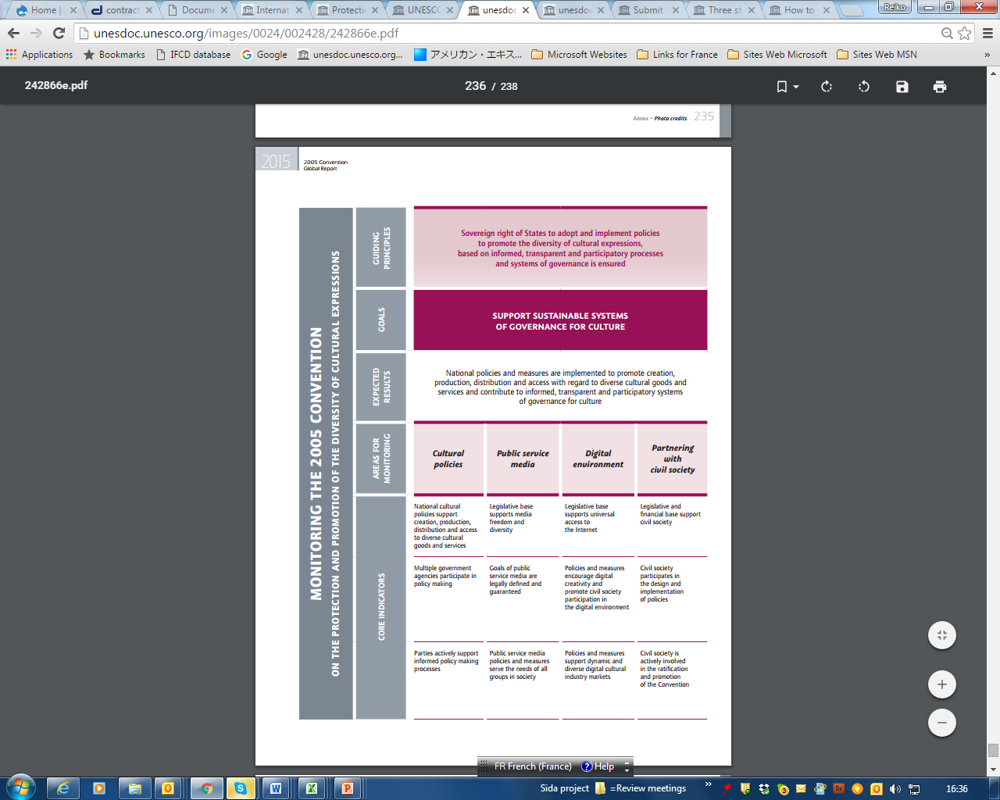 Home |
contract
Docume
Internat
Protecti
UNESCO
unesdoc
unesdoc
Submit
Three st
How to
Reiko
unesdoc.unesco.org/images/0024/002428/242866e.pdf
Applications
Bookmarks
IFCD database
Google
unesdoc.unesco.org...
アメリカン・エキス...
Microsoft Websites
Links for France
Sites Web Microsoft
Sites Web MSN
»
242866e.pdf
236 / 238
Annex • Photo credits 235
2015
2005 Convention
Global Report
MONITORING THE 2005 CONVENTION
ON THE PROTECTION AND PROMOTION OF THE DIVERSITY OF CULTURAL EXPRESSIONS
GUIDING
PRINCIPLES
Sovereign right of States to adopt and implement policies
to promote the diversity of cultural expressions,
based on informed, transparent and participatory processes
and systems of governance is ensured
GOALS
SUPPORT SUSTAINABLE SYSTEMS
OF GOVERNANCE FOR CULTURE
EXPECTED
RESULTS
National policies and measures are implemented to promote creation,
production, distribution and access with regard to diverse cultural goods and
services and contribute to informed, transparent and participatory systems
of governance for culture
AREAS FOR
MONITORING
Cultural
policies
Public service
media
Digital
environment
Partnering
with
civil society
CORE INDICATORS
National cultural
policies support
creation, production,
distribution and access
to diverse cultural
goods and services
Legislative base
supports media
freedom and
diversity
Legislative base
supports universal
access to
the Internet
Legislative and
financial base support
civil society
Multiple government
agencies participate in
policy making
Goals of public
service media are
legally defined and
guaranteed
Policies and measures
encourage digital
creativity and
promote civil society
participation in
the digital environment
Civil society
participates in
the design and
implementation
of policies
Parties actively support
informed policy making
processes
Public service media
policies and measures
serve the needs of all
groups in society
Policies and measures
support dynamic and
diverse digital cultural
industry markets
Civil society is
actively involved
in the ratification
and promotion
of the Convention
FR French (France)
Help
Sida project
=Review meetings
»
16:36